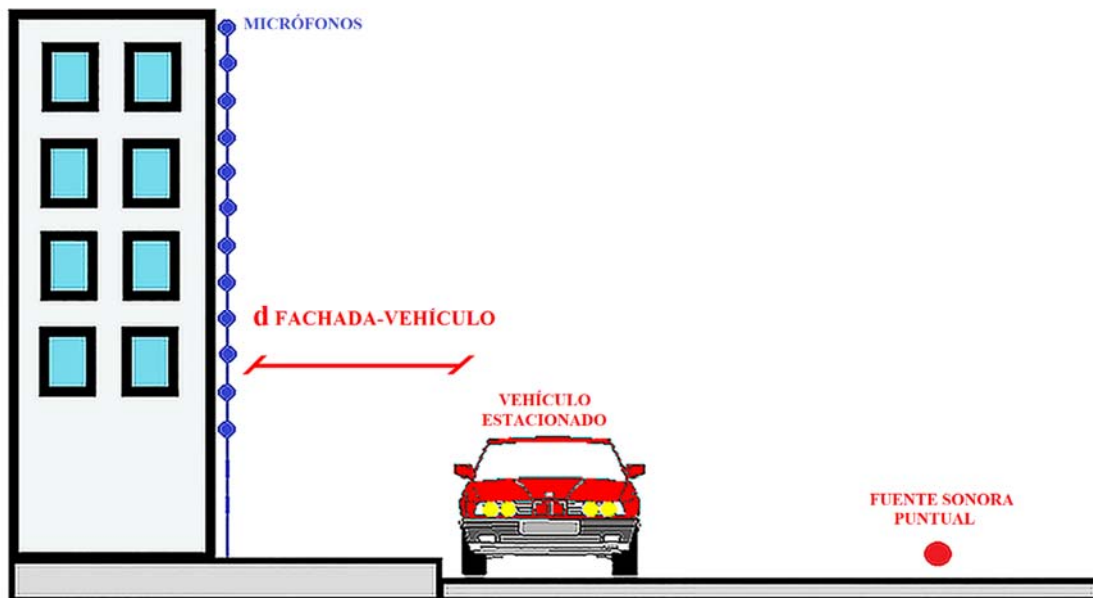 MICRÓFONOS
d FACHADA-VEHÍCULO
VEHÍCULO
ESTACIONADO
FUENTE SONORA
PUNTUAL